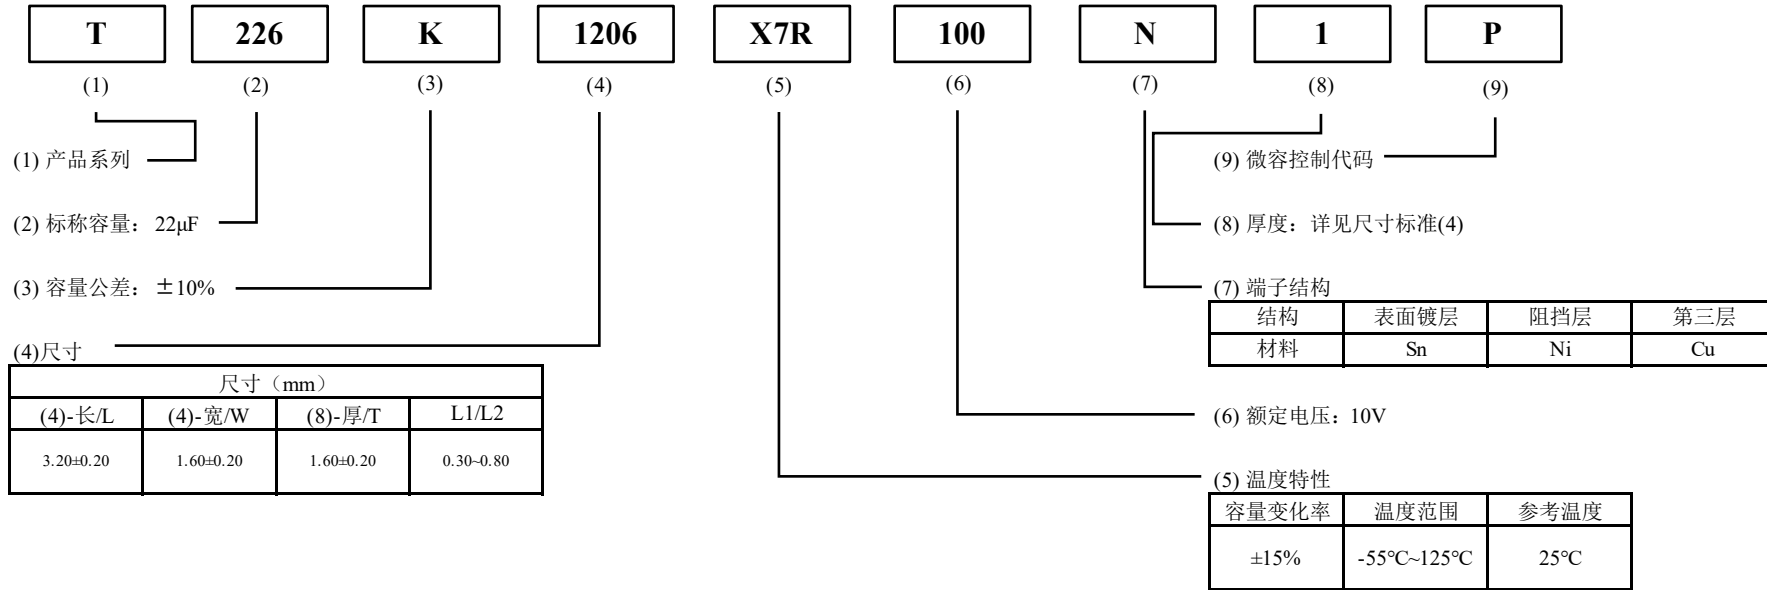 T 226 K 1206 X7R 100 N 1 P
(1) (2) (3) (4) (5) (6) (7) (8) (9)
(1) 产品系列
(9) 微容控制代码
(2) 标称容量：22μF
(8) 厚度：详见尺寸标准(4)
(3) 容量公差：±10%
(7) 端子结构
结构 表面镀层 阻挡层 第三层
材料 Sn Ni Cu
(4)尺寸
尺寸（mm）
(4)-长/L (4)-宽/W (8)-厚/T L1/L2
3.20±0.20 1.60±0.20 1.60±0.20 0.30~0.80
(6) 额定电压：10V
(5) 温度特性
容量变化率 温度范围 参考温度
±15% -55℃~125℃ 25℃